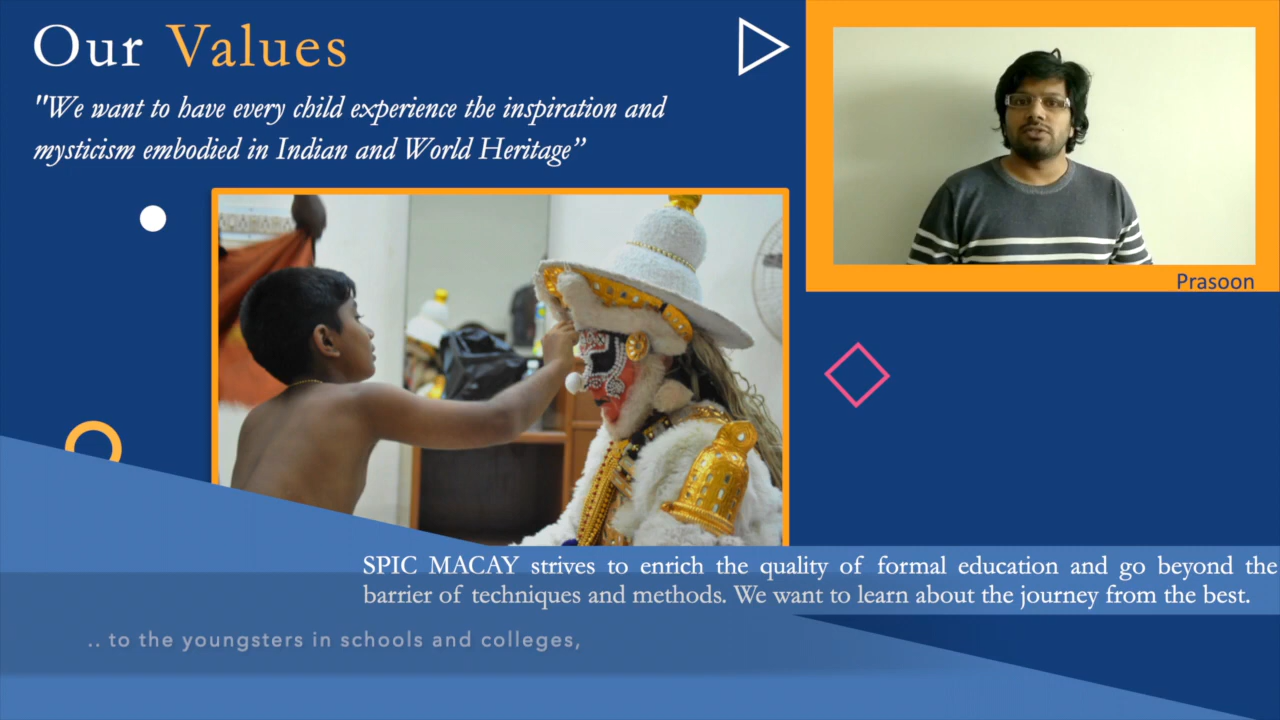 Our Values
"We want to have every child experience the inspiration and
mysticism embodied in Indian and World Heritage”
Prasoon
SPIC MACAY strives to enrich the quality of formal education and go beyond the
barrier of techniques and methods. We want to learn about the journey from the best.
.. to the youngsters in schools and colleges,